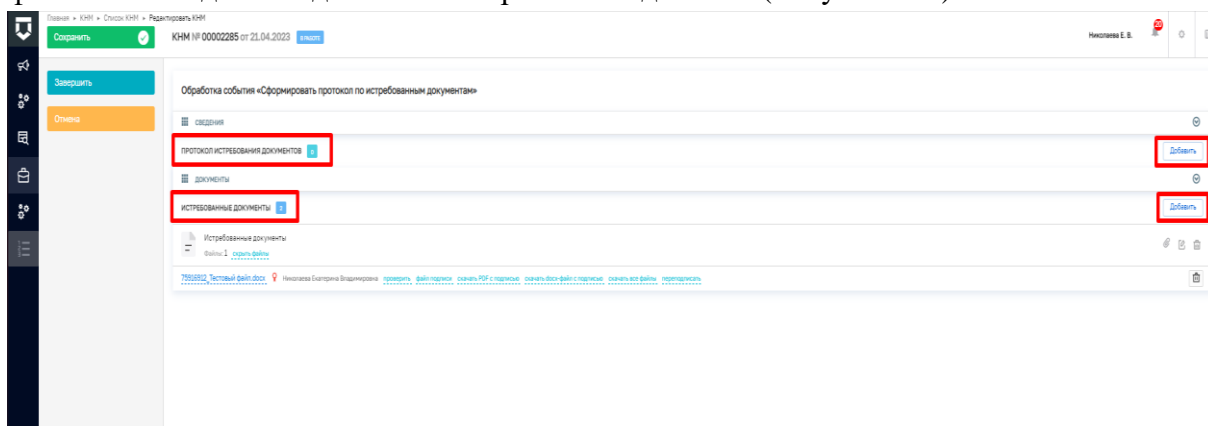 Главная • КНМ • Список КНМ • Редактировать КНМ
Сохранить
КНМ № 00002285 от 21.04.2023
Николаева Е. В.
20
Завершить
Отмена
Обработка события «Сформировать протокол по истребованным документам»
СВЕДЕНИЯ
ПРОТОКОЛ ИСТРЕБОВАНИЯ ДОКУМЕНТОВ
Добавить
ДОКУМЕНТЫ
ИСТРЕБОВАННЫЕ ДОКУМЕНТЫ
Добавить
Истребованные документы
Файлы: 1 скрыть файлы
75916912_Тестовый файл.docx Николаева Екатерина Владимировна проверить файл подписи скачать PDF с подписью скачать docx-файл с подписью скачать все файлы переподписать